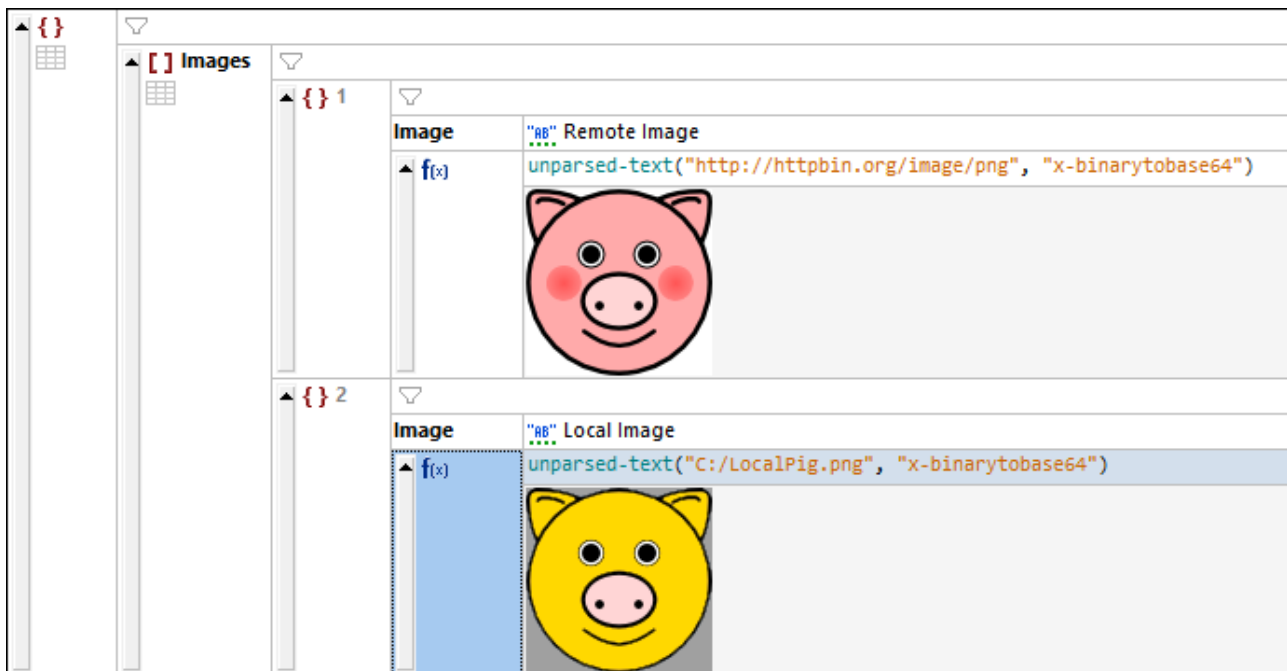 { }
[ ] Images
{ } 1
Image "AB" Remote Image
f(x) unparsed-text("http://httpbin.org/image/png", "x-binarytobase64")
{ } 2
Image "AB" Local Image
f(x) unparsed-text("C:/LocalPig.png", "x-binarytobase64")